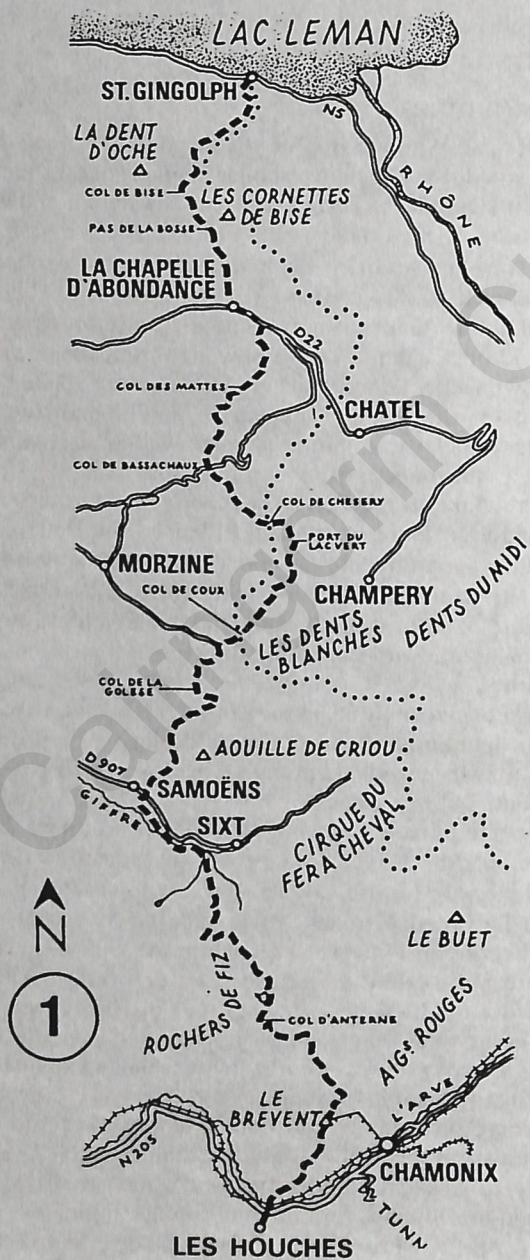 LAC LEMAN
ST. GINGOLPH
N5
RHÔNE
LA DENT
D'OCHE
COL DE BISE
LES CORNETTES
DE BISE
PAS DE LA BOSSE
LA CHAPELLE
D'ABONDANCE
D22
COL DES MATTES
CHATEL
COL DE BASSACHAUX
COL DE CHESERY
PORT DU
LAC VERT
MORZINE
COL DE COUX
CHAMPERY
LES DENTS
BLANCHES
DENTS DU MIDI
COL DE LA
GOLESE
AOUILLE DE CRIOU
D907
SAMOËNS
GIFFRE
SIXT
CIRQUE DU
FER A CHEVAL
N
LE BUET
1
ROCHERS DE FIZ
COL D'ANTERNE
AIGS ROUGES
LE
BREVENT
L'ARVE
N205
CHAMONIX
TUNN
LES HOUCHES
Cairngorm C